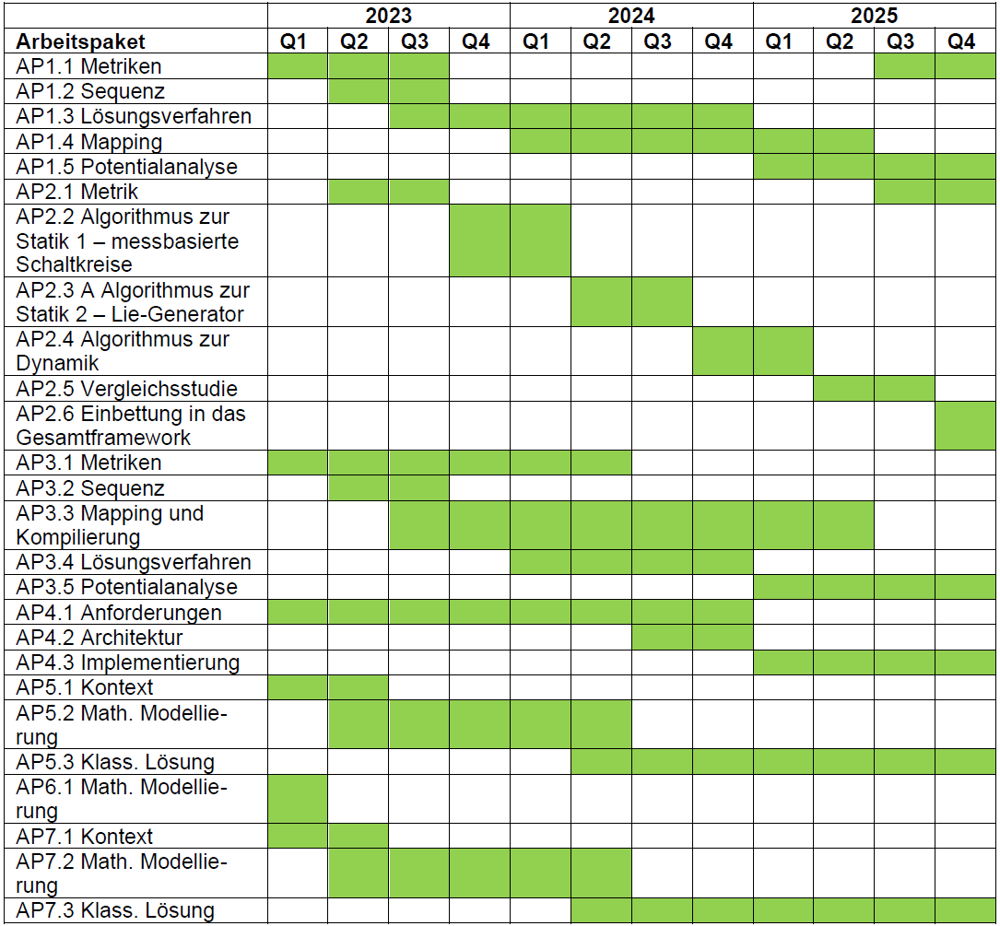 2023 2024 2025
Arbeitspaket Q1 Q2 Q3 Q4 Q1 Q2 Q3 Q4 Q1 Q2 Q3 Q4
AP1.1 Metriken
AP1.2 Sequenz
AP1.3 Lösungsverfahren
AP1.4 Mapping
AP1.5 Potentialanalyse
AP2.1 Metrik
AP2.2 Algorithmus zur
Statik 1 – messbasierte
Schaltkreise
AP2.3 A Algorithmus zur
Statik 2 – Lie-Generator
AP2.4 Algorithmus zur
Dynamik
AP2.5 Vergleichsstudie
AP2.6 Einbettung in das
Gesamtframework
AP3.1 Metriken
AP3.2 Sequenz
AP3.3 Mapping und
Kompilierung
AP3.4 Lösungsverfahren
AP3.5 Potentialanalyse
AP4.1 Anforderungen
AP4.2 Architektur
AP4.3 Implementierung
AP5.1 Kontext
AP5.2 Math. Modellie-
rung
AP5.3 Klass. Lösung
AP6.1 Math. Modellie-
rung
AP7.1 Kontext
AP7.2 Math. Modellie-
rung
AP7.3 Klass. Lösung